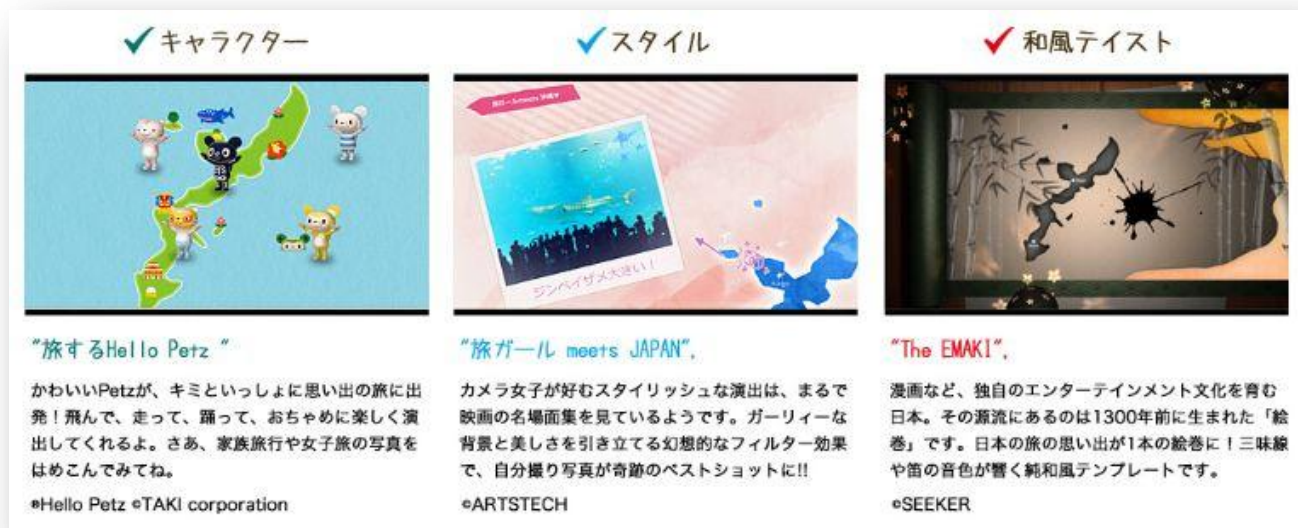 キャラクター
"旅するHello Petz "
かわいいPetzが、キミといっしょに思い出の旅に出
発！飛んで、走って、踊って、おちゃめに楽しく演
出してくれるよ。さあ、家族旅行や女子旅の写真を
はめこんでみてね。
®Hello Petz ©TAKI corporation
スタイル
旅ガールmeets 沖縄
ジンベイザメ大きい！
"旅ガール meets JAPAN",
カメラ女子が好むスタイリッシュな演出は、まるで
映画の名場面集を見ているようです。ガーリィーな
背景と美しさを引き立てる幻想的なフィルター効果
で、自分撮り写真が奇跡のベストショットに!!
©ARTSTECH
和風テイスト
"The EMAKI",
漫画など、独自のエンターテインメント文化を育む
日本。その源流にあるのは1300年前に生まれた「絵
巻」です。日本の旅の思い出が1本の絵巻に！三味線
や笛の音色が響く純和風テンプレートです。
©SEEKER